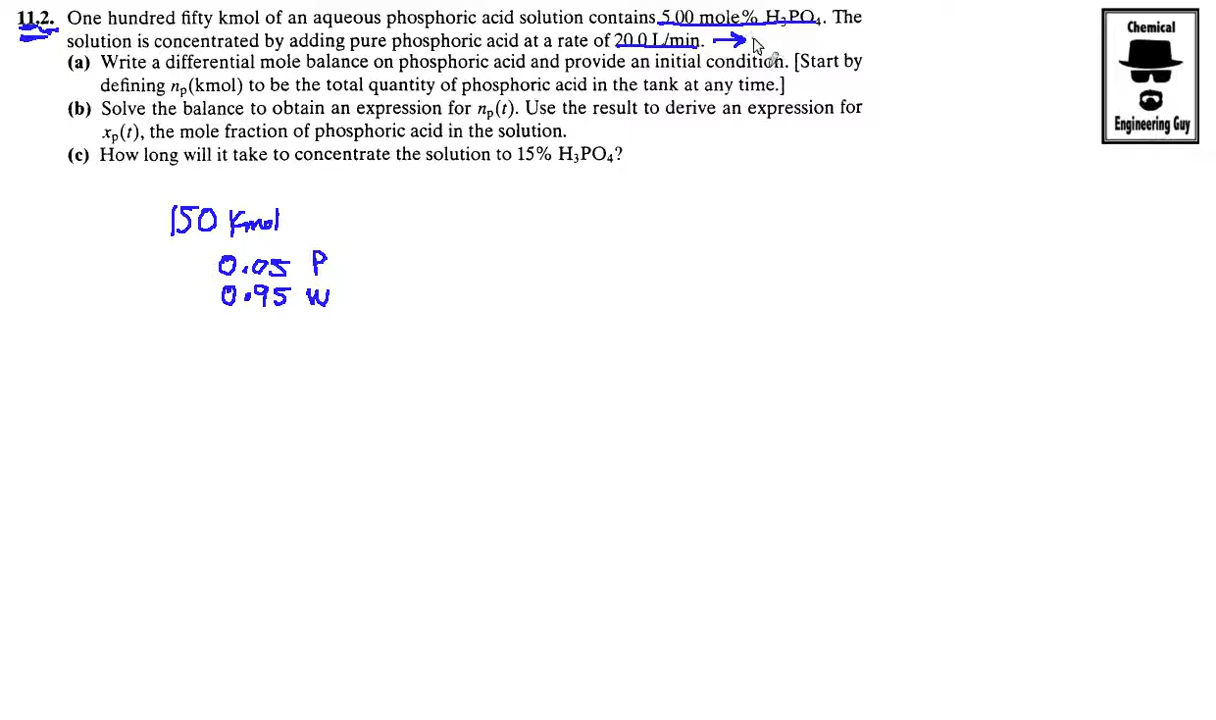 11.2. One hundred fifty kmol of an aqueous phosphoric acid solution contains 5.00 mole% H₃PO₄. The
solution is concentrated by adding pure phosphoric acid at a rate of 20.0 L/min.
(a) Write a differential mole balance on phosphoric acid and provide an initial condition. [Start by
defining nₚ(kmol) to be the total quantity of phosphoric acid in the tank at any time.]
(b) Solve the balance to obtain an expression for nₚ(t). Use the result to derive an expression for
xₚ(t), the mole fraction of phosphoric acid in the solution.
(c) How long will it take to concentrate the solution to 15% H₃PO₄?
Chemical
Engineering Guy
150 Kmol
0.05 P
0.95 W